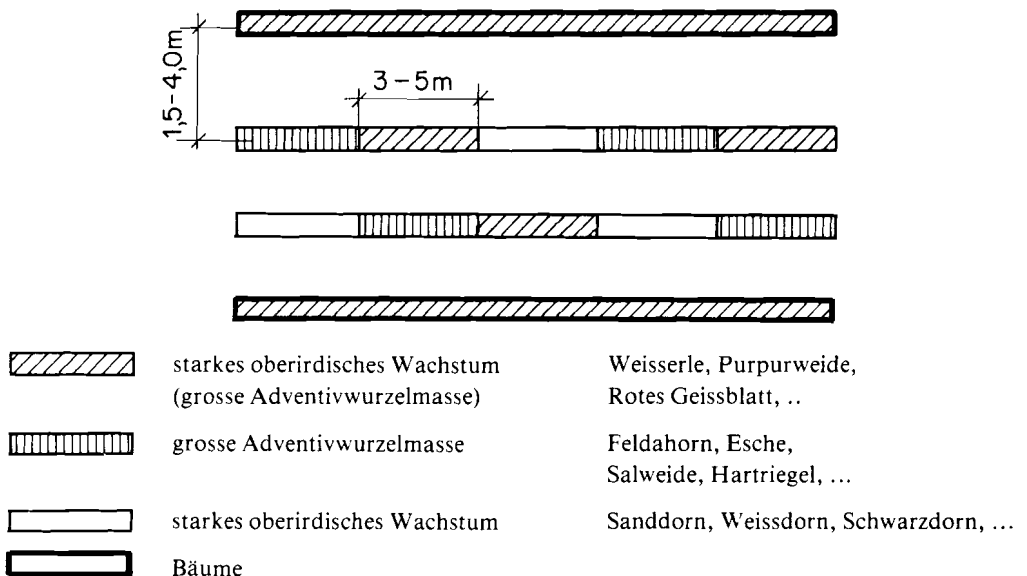 1,5-4,0m
3-5m
starkes oberirdisches Wachstum
(grosse Adventivwurzelmasse)
Weisserle, Purpurweide,
Rotes Geissblatt, ..
grosse Adventivwurzelmasse
Feldahorn, Esche,
Salweide, Hartriegel, ...
starkes oberirdisches Wachstum
Sanddorn, Weissdorn, Schwarzdorn, ...
Bäume